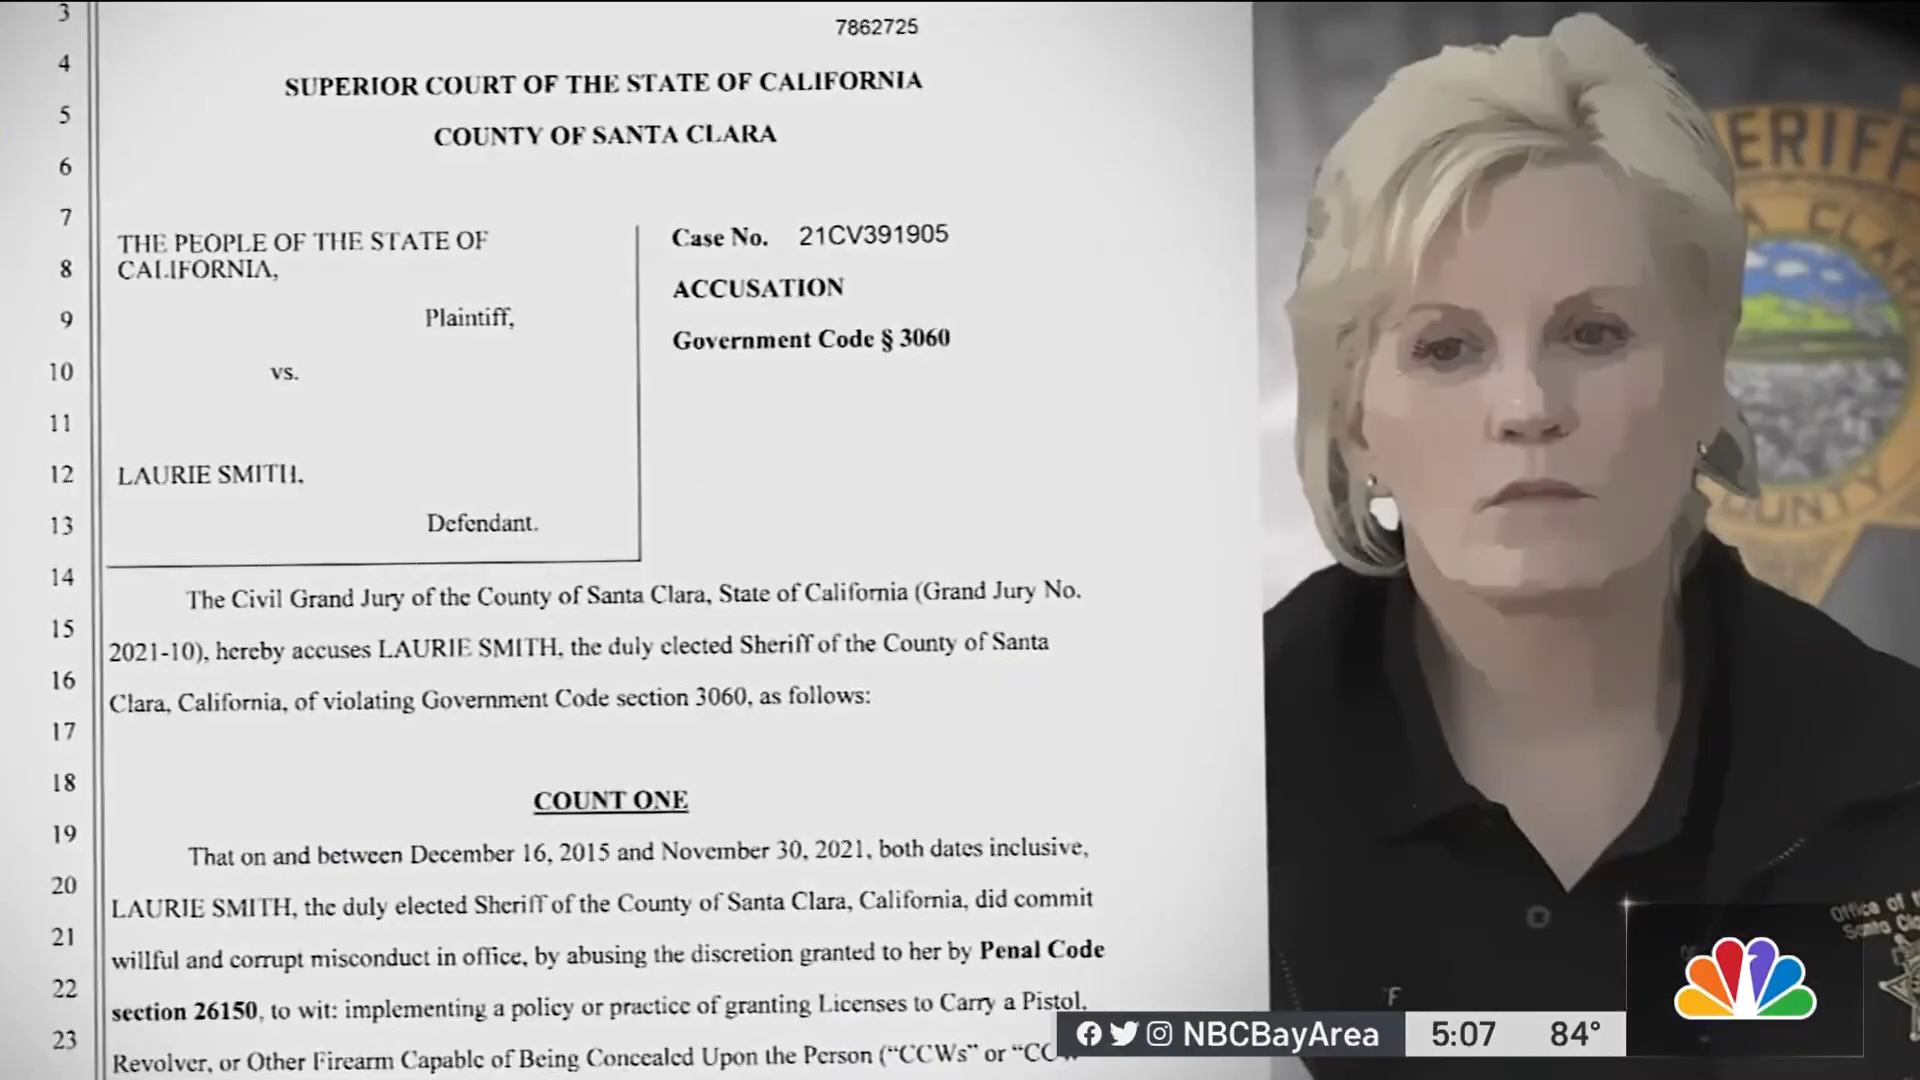 3
7862725
4
SUPERIOR COURT OF THE STATE OF CALIFORNIA
5
COUNTY OF SANTA CLARA
6
7
THE PEOPLE OF THE STATE OF
CALIFORNIA,
8
Case No. 21CV391905
ACCUSATION
9
Plaintiff,
Government Code § 3060
10
vs.
11
12
LAURIE SMITH,
13
Defendant.
14
The Civil Grand Jury of the County of Santa Clara, State of California (Grand Jury No.
15
2021-10), hereby accuses LAURIE SMITH, the duly elected Sheriff of the County of Santa
16
Clara, California, of violating Government Code section 3060, as follows:
17
18
COUNT ONE
19
That on and between December 16, 2015 and November 30, 2021, both dates inclusive,
20
LAURIE SMITH, the duly elected Sheriff of the County of Santa Clara, California, did commit
21
willful and corrupt misconduct in office, by abusing the discretion granted to her by Penal Code
22
section 26150, to wit: implementing a policy or practice of granting Licenses to Carry a Pistol,
23
Revolver, or Other Firearm Capable of Being Concealed Upon the Person ("CCWs" or "CCW
ERIFF
A CLAR
OUNTY
Office of t
Santa Cla
NBCBayArea
5:07 84°